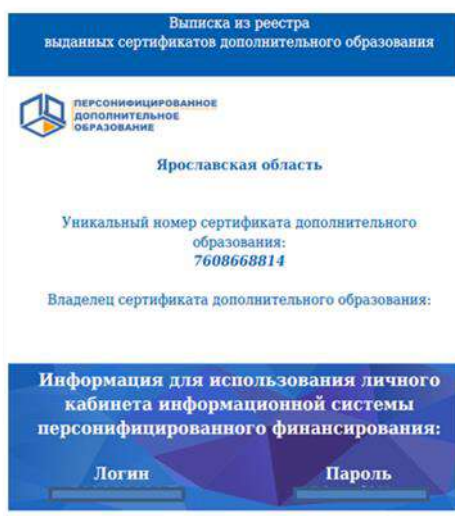 Выписка из реестра
выданных сертификатов дополнительного образования
ПЕРСОНИФИЦИРОВАННОЕ
ДОПОЛНИТЕЛЬНОЕ
ОБРАЗОВАНИЕ
Ярославская область
Уникальный номер сертификата дополнительного
образования:
7608668814
Владелец сертификата дополнительного образования:
Информация для использования личного
кабинета информационной системы
персонифицированного финансирования:
Логин Пароль